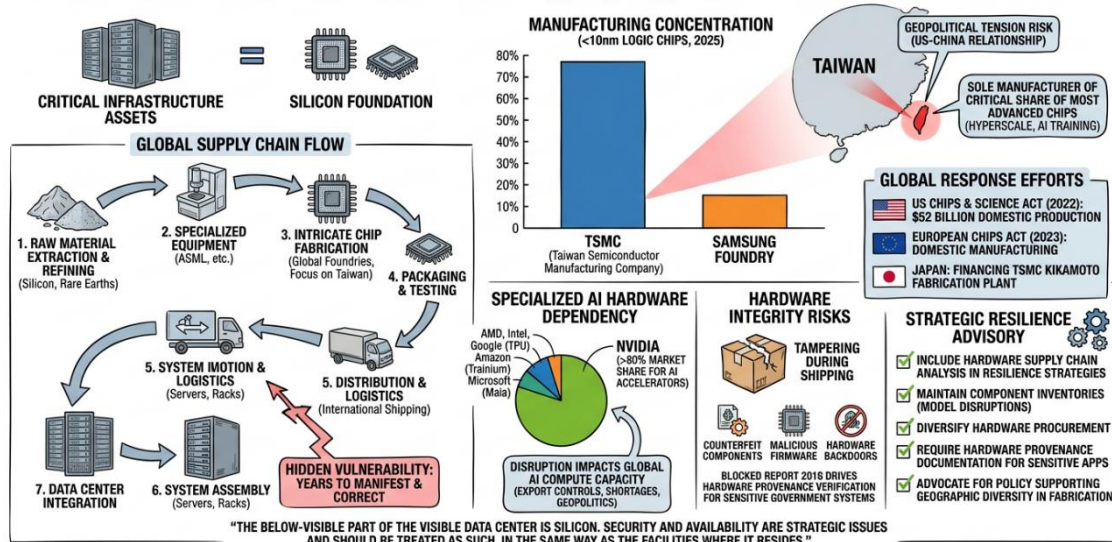 CRITICAL INFRASTRUCTURE
ASSETS
SILICON FOUNDATION
GLOBAL SUPPLY CHAIN FLOW
1. RAW MATERIAL
EXTRACTION &
REFINING
(Silicon, Rare Earths)
2. SPECIALIZED
EQUIPMENT
(ASML, etc.)
3. INTRICATE CHIP
FABRICATION
(Global Foundries,
Focus on Taiwan)
4. PACKAGING
& TESTING
5. DISTRIBUTION &
LOGISTICS
(International Shipping)
5. SYSTEM IMOTION &
LOGISTICS
(Servers, Racks)
7. DATA CENTER
INTEGRATION
6. SYSTEM ASSEMBLY
(Servers, Racks)
HIDDEN VULNERABILITY:
YEARS TO MANIFEST &
CORRECT
MANUFACTURING CONCENTRATION
(<10nm LOGIC CHIPS, 2025)
80%
70%
60%
50%
40%
30%
20%
10%
TSMC
(Taiwan Semiconductor
Manufacturing Company)
SAMSUNG
FOUNDRY
TAIWAN
GEOPOLITICAL TENSION RISK
(US-CHINA RELATIONSHIP)
SOLE MANUFACTURER OF
CRITICAL SHARE OF MOST
ADVANCED CHIPS
(HYPERSCALE, AI TRAINING)
GLOBAL RESPONSE EFFORTS
US CHIPS & SCIENCE ACT (2022):
$52 BILLION DOMESTIC PRODUCTION
EUROPEAN CHIPS ACT (2023):
DOMESTIC MANUFACTURING
JAPAN: FINANCING TSMC KIKAMOTO
FABRICATION PLANT
SPECIALIZED AI HARDWARE
DEPENDENCY
AMD, Intel,
Google (TPU)
Amazon
(Trainium)
Microsoft
(Maia)
NVIDIA
(>80% MARKET
SHARE FOR AI
ACCELERATORS)
DISRUPTION IMPACTS GLOBAL
AI COMPUTE CAPACITY
(EXPORT CONTROLS, SHORTAGES,
GEOPOLITICS)
HARDWARE
INTEGRITY RISKS
TAMPERING
DURING
SHIPPING
COUNTERFEIT
COMPONENTS
MALICIOUS
FIRMWARE
HARDWARE
BACKDOORS
BLOCKED REPORT 2016 DRIVES
HARDWARE PROVENANCE VERIFICATION
FOR SENSITIVE GOVERNMENT SYSTEMS
STRATEGIC RESILIENCE
ADVISORY
INCLUDE HARDWARE SUPPLY CHAIN
ANALYSIS IN RESILIENCE STRATEGIES
MAINTAIN COMPONENT INVENTORIES
(MODEL DISRUPTIONS)
DIVERSIFY HARDWARE PROCUREMENT
REQUIRE HARDWARE PROVENANCE
DOCUMENTATION FOR SENSITIVE APPS
ADVOCATE FOR POLICY SUPPORTING
GEOGRAPHIC DIVERSITY IN FABRICATION
"THE BELOW-VISIBLE PART OF THE VISIBLE DATA CENTER IS SILICON. SECURITY AND AVAILABILITY ARE STRATEGIC ISSUES
AND SHOULD BE TREATED AS SUCH, IN THE SAME WAY AS THE FACILITIES WHERE IT RESIDES."